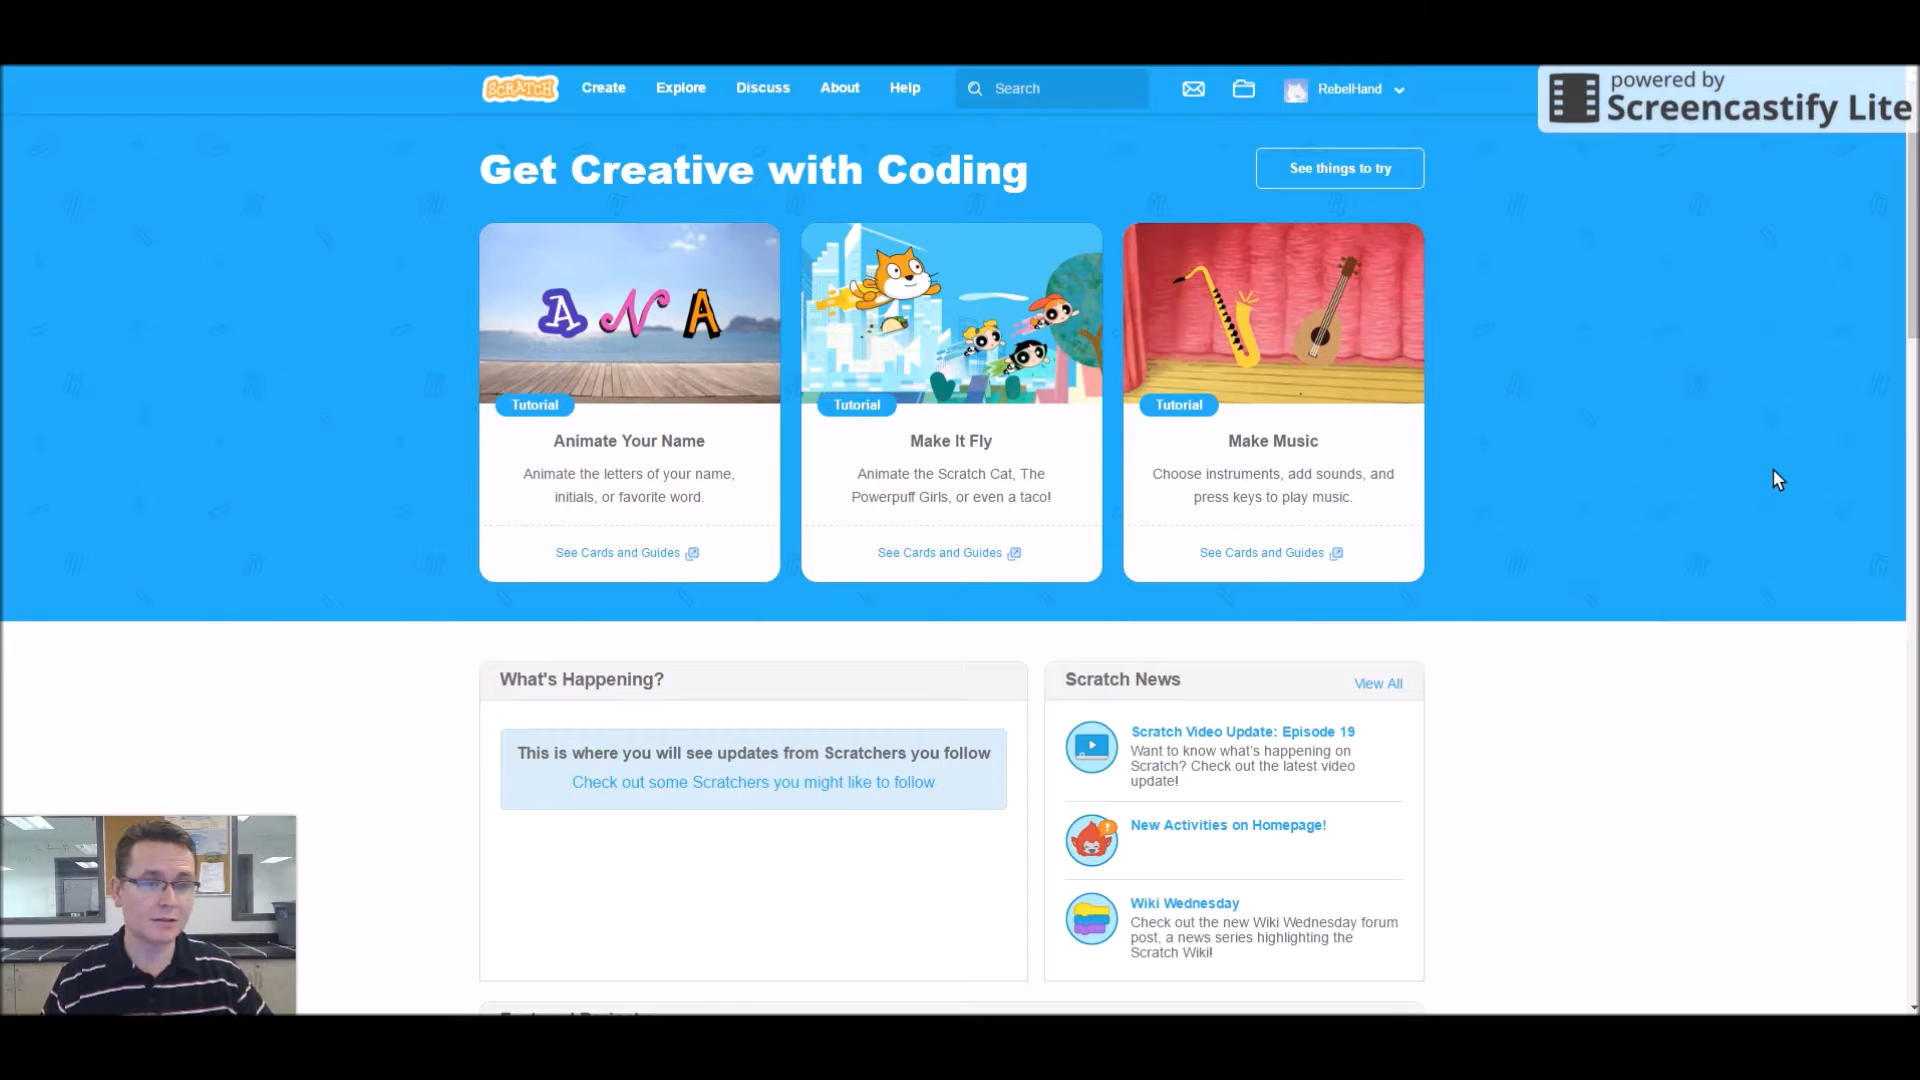 SCRATCH Create Explore Discuss About Help Search RebelHand
powered by
Screencastify Lite
Get Creative with Coding
See things to try
A N A
Tutorial
Animate Your Name
Animate the letters of your name,
initials, or favorite word.
See Cards and Guides
Tutorial
Make It Fly
Animate the Scratch Cat, The
Powerpuff Girls, or even a taco!
See Cards and Guides
Tutorial
Make Music
Choose instruments, add sounds, and
press keys to play music.
See Cards and Guides
What's Happening?
This is where you will see updates from Scratchers you follow
Check out some Scratchers you might like to follow
Scratch News
View All
Scratch Video Update: Episode 19
Want to know what's happening on
Scratch? Check out the latest video
update!
New Activities on Homepage!
Wiki Wednesday
Check out the new Wiki Wednesday forum
post, a news series highlighting the
Scratch Wiki!